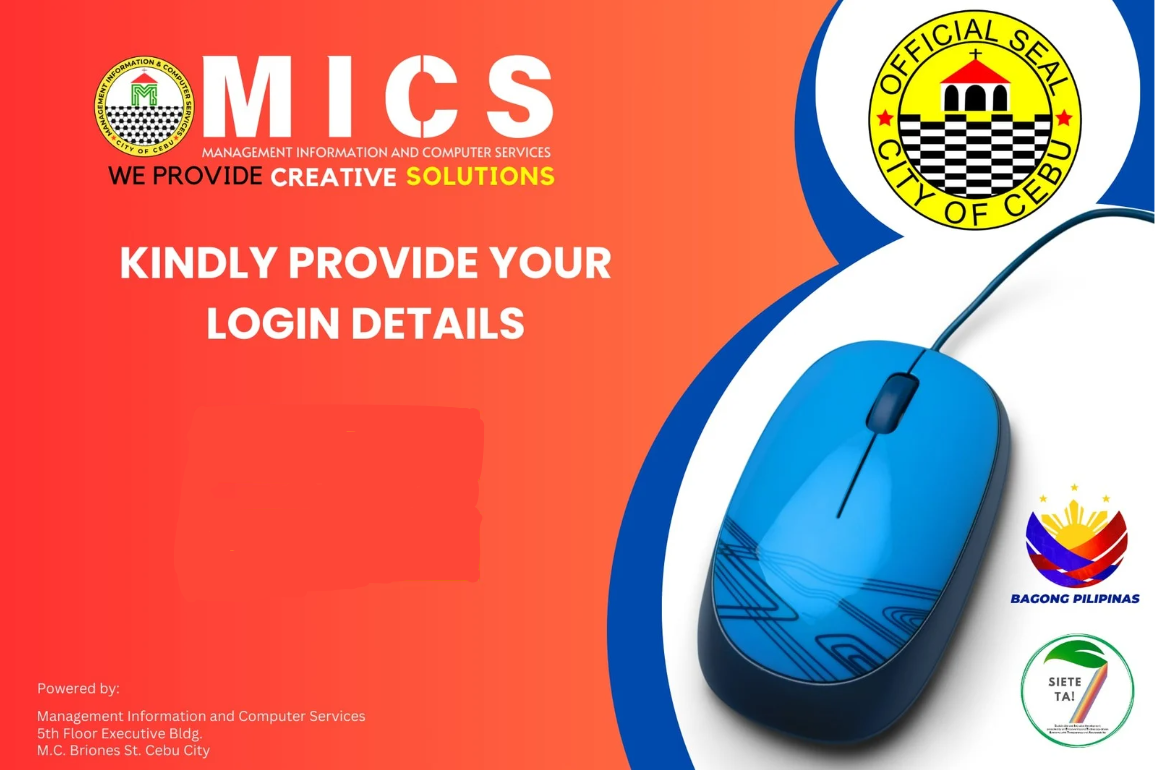 MANAGEMENT INFORMATION & COMPUTER SERVICES
CITY OF CEBU
MICS
MANAGEMENT INFORMATION AND COMPUTER SERVICES
WE PROVIDE CREATIVE SOLUTIONS
OFFICIAL SEAL
CITY OF CEBU
KINDLY PROVIDE YOUR
LOGIN DETAILS
BAGONG PILIPINAS
SIETE
TA!
7
Powered by:
Management Information and Computer Services
5th Floor Executive Bldg.
M.C. Briones St. Cebu City